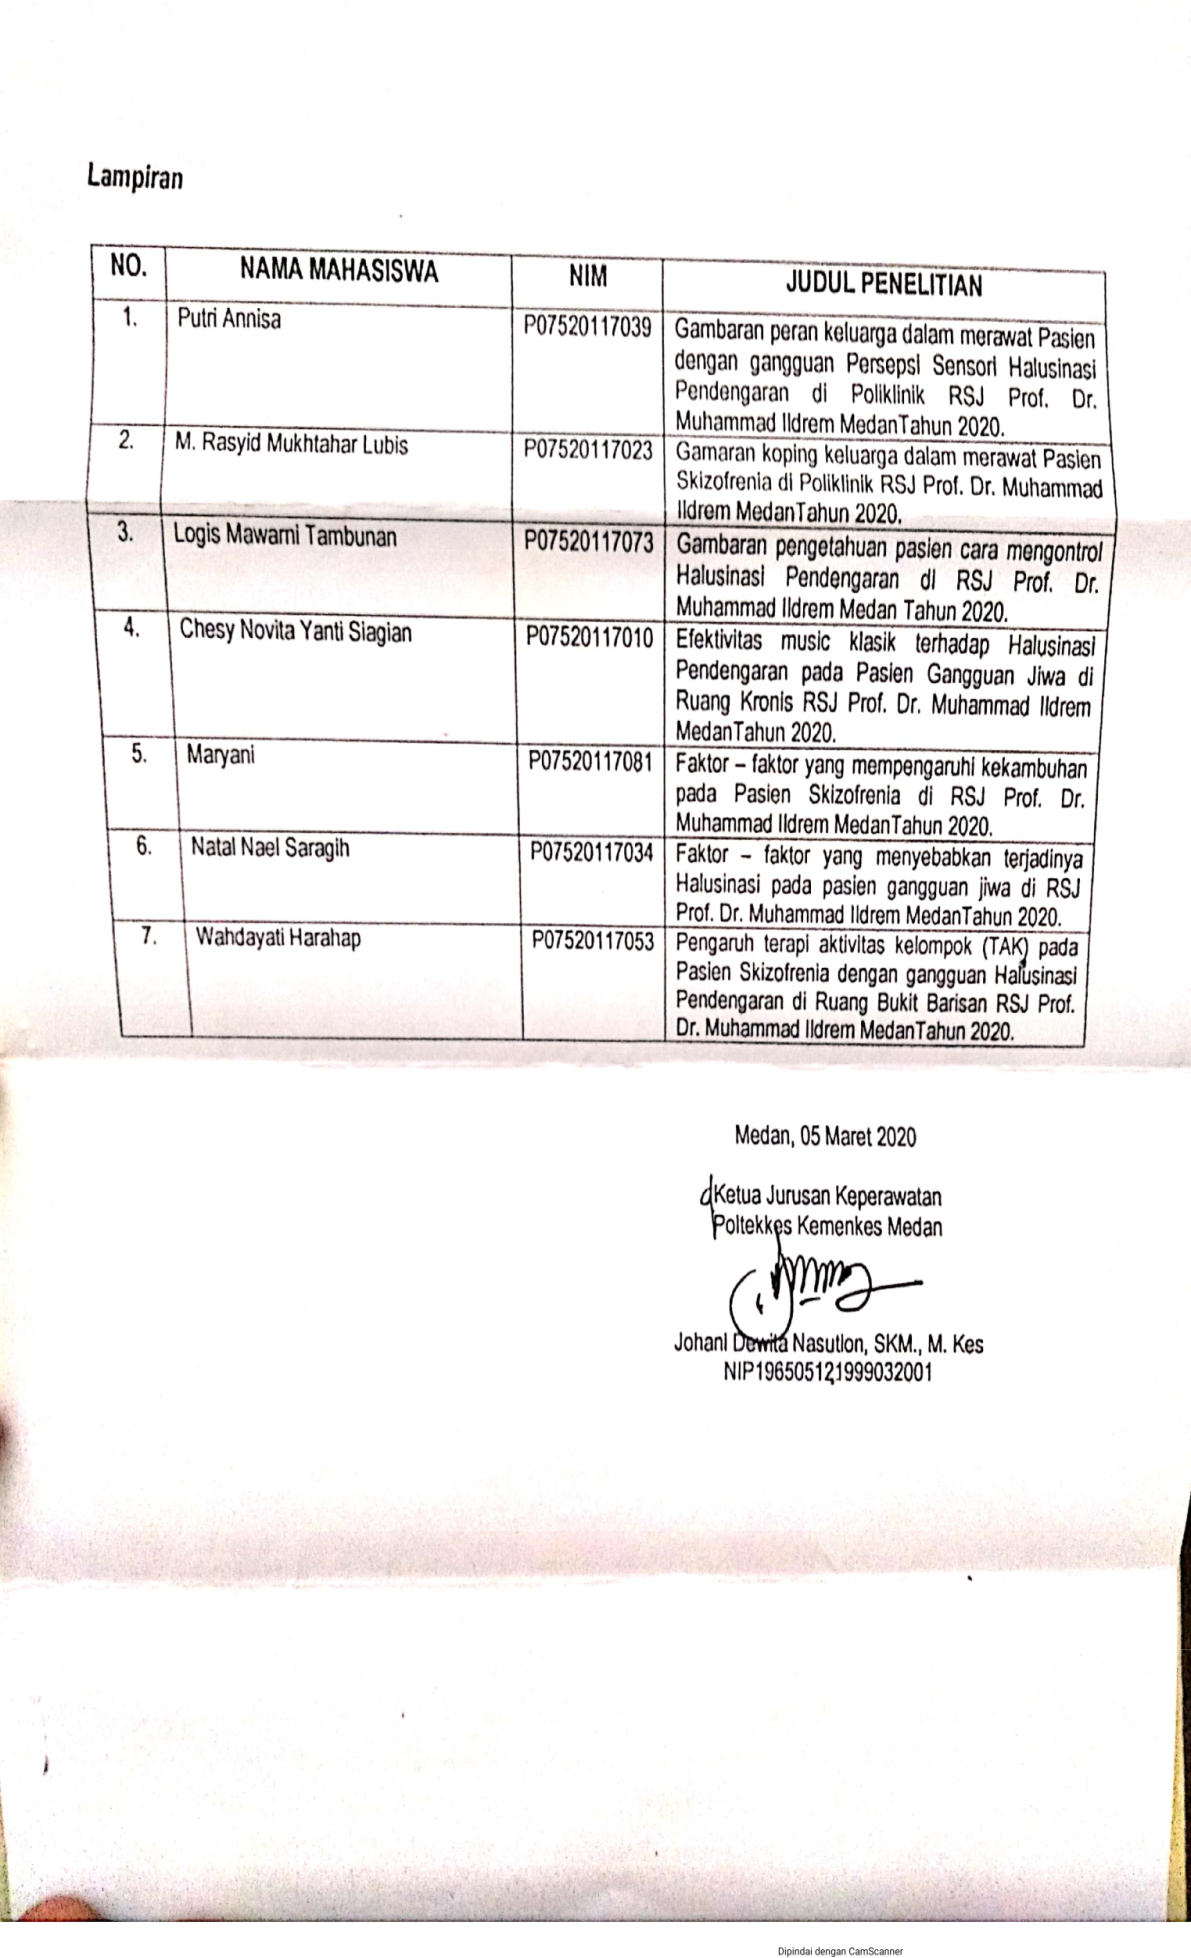 Lampiran
NO. NAMA MAHASISWA NIM JUDUL PENELITIAN
1. Putri Annisa P07520117039 Gambaran peran keluarga dalam merawat Pasien
dengan gangguan Persepsi Sensori Halusinasi
Pendengaran di Poliklinik RSJ Prof. Dr.
Muhammad Ildrem MedanTahun 2020.
2. M. Rasyid Mukhtahar Lubis P07520117023 Gamaran koping keluarga dalam merawat Pasien
Skizofrenia di Poliklinik RSJ Prof. Dr. Muhammad
Ildrem MedanTahun 2020.
3. Logis Mawarni Tambunan P07520117073 Gambaran pengetahuan pasien cara mengontrol
Halusinasi Pendengaran di RSJ Prof. Dr.
Muhammad Ildrem Medan Tahun 2020.
4. Chesy Novita Yanti Siagian P07520117010 Efektivitas music klasik terhadap Halusinasi
Pendengaran pada Pasien Gangguan Jiwa di
Ruang Kronis RSJ Prof. Dr. Muhammad Ildrem
MedanTahun 2020.
5. Maryani P07520117081 Faktor – faktor yang mempengaruhi kekambuhan
pada Pasien Skizofrenia di RSJ Prof. Dr.
Muhammad Ildrem MedanTahun 2020.
6. Natal Nael Saragih P07520117034 Faktor – faktor yang menyebabkan terjadinya
Halusinasi pada pasien gangguan jiwa di RSJ
Prof. Dr. Muhammad Ildrem MedanTahun 2020.
7. Wahdayati Harahap P07520117053 Pengaruh terapi aktivitas kelompok (TAK) pada
Pasien Skizofrenia dengan gangguan Halusinasi
Pendengaran di Ruang Bukit Barisan RSJ Prof.
Dr. Muhammad Ildrem MedanTahun 2020.
Medan, 05 Maret 2020
Ketua Jurusan Keperawatan
Poltekkes Kemenkes Medan
Johani Dewita Nasution, SKM., M. Kes
NIP196505121999032001
Dipindai dengan CamScanner